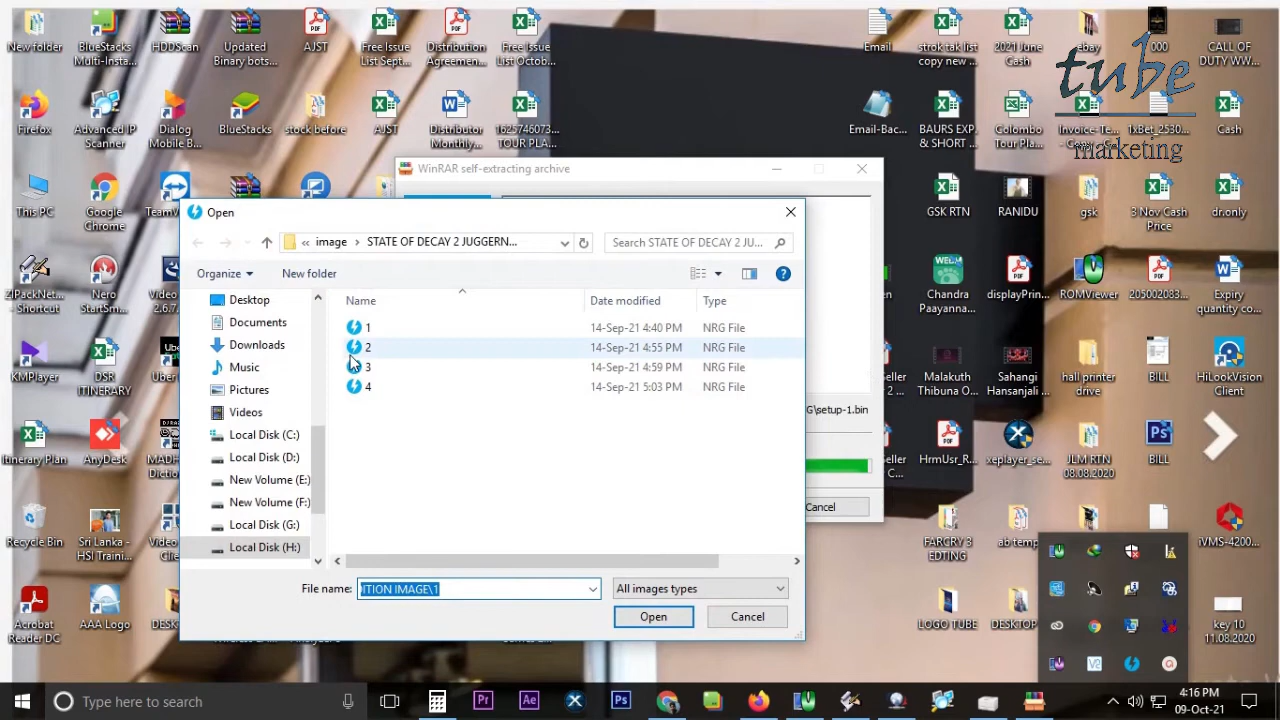 New folder
BlueStacks
Multi-Insta...
HDDScan
Updated
Binary bots...
AJST
Free Issue
List Sept...
Distribution
Agreemen...
Free Issue
List Octob...
Email
strok tak list
copy new ...
2021 June
Cash
ebay
000
CALL OF
DUTY WW...
tube
marketing
Firefox
Advanced IP
Scanner
Dialog
Mobile B...
BlueStacks
stock before
AJST
Distributor
Monthly...
1625746073...
TOUR PLA...
Email-Bac...
BAURS EXP.
& SHORT ...
Colombo
Tour Pla...
Invoice-Te...
1xBet_2530...
Cash
WinRAR self-extracting archive
This PC
Google
Chrome
GSK RTN
RANIDU
gsk
3 Nov Cash
Price
dr.only
Open
image
STATE OF DECAY 2 JUGGERN...
Search STATE OF DECAY 2 JU...
Organize
New folder
Name
Date modified
Type
1
14-Sep-21 4:40 PM
NRG File
2
14-Sep-21 4:55 PM
NRG File
3
14-Sep-21 4:59 PM
NRG File
4
14-Sep-21 5:03 PM
NRG File
Desktop
Documents
Downloads
Music
Pictures
Videos
Local Disk (C:)
Local Disk (D:)
New Volume (E:)
New Volume (F:)
Local Disk (G:)
Local Disk (H:)
File name:
ITION IMAGE\1
All images types
Open
Cancel
G\setup-1.bin
Cancel
ZIPackNet...
- Shortcut
Nero
StartSm...
Video
2.6.7
Chandra
Paayanna...
displayPrin...
ROMViewer
205002083...
Expiry
quantity co...
KMPlayer
DSR
ITINERARY
Uber
Malakuth
Thibuna O...
Sahangi
Hansanjali ...
hali printer
drive
BILL
HiLookVision
Client
Itinerary Plan
AnyDesk
HrmUsr_R...
xeplayer_se...
JLM RTN
08.08.2020
BILL
Recycle Bin
Sri Lanka -
HSI Traini...
FARCRY 3
EDTING
ab temp
iVMS-4200...
Acrobat
Reader DC
AAA Logo
LOGO TUBE
key 10
11.08.2020
Type here to search
4:16 PM
09-Oct-21